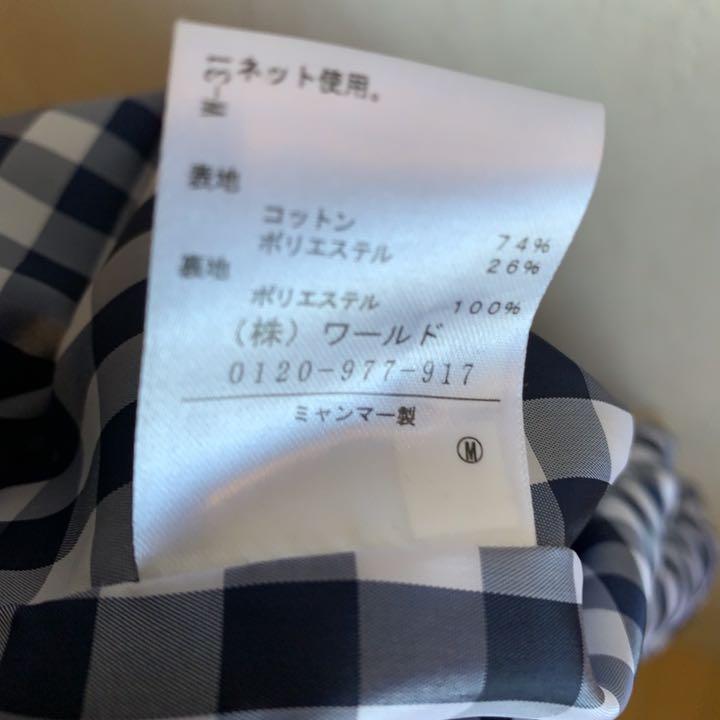 ネット使用。
W-31
表地
コットン 74%
ポリエステル 26%
裏地
ポリエステル 100%
(株)ワールド
0120-977-917
ミャンマー製
Ⓜ